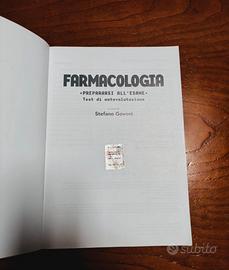 FARMACOLOGIA
•PREPARARSI ALL'ESAME•
Test di autovalutazione
Stefano Govoni
subito